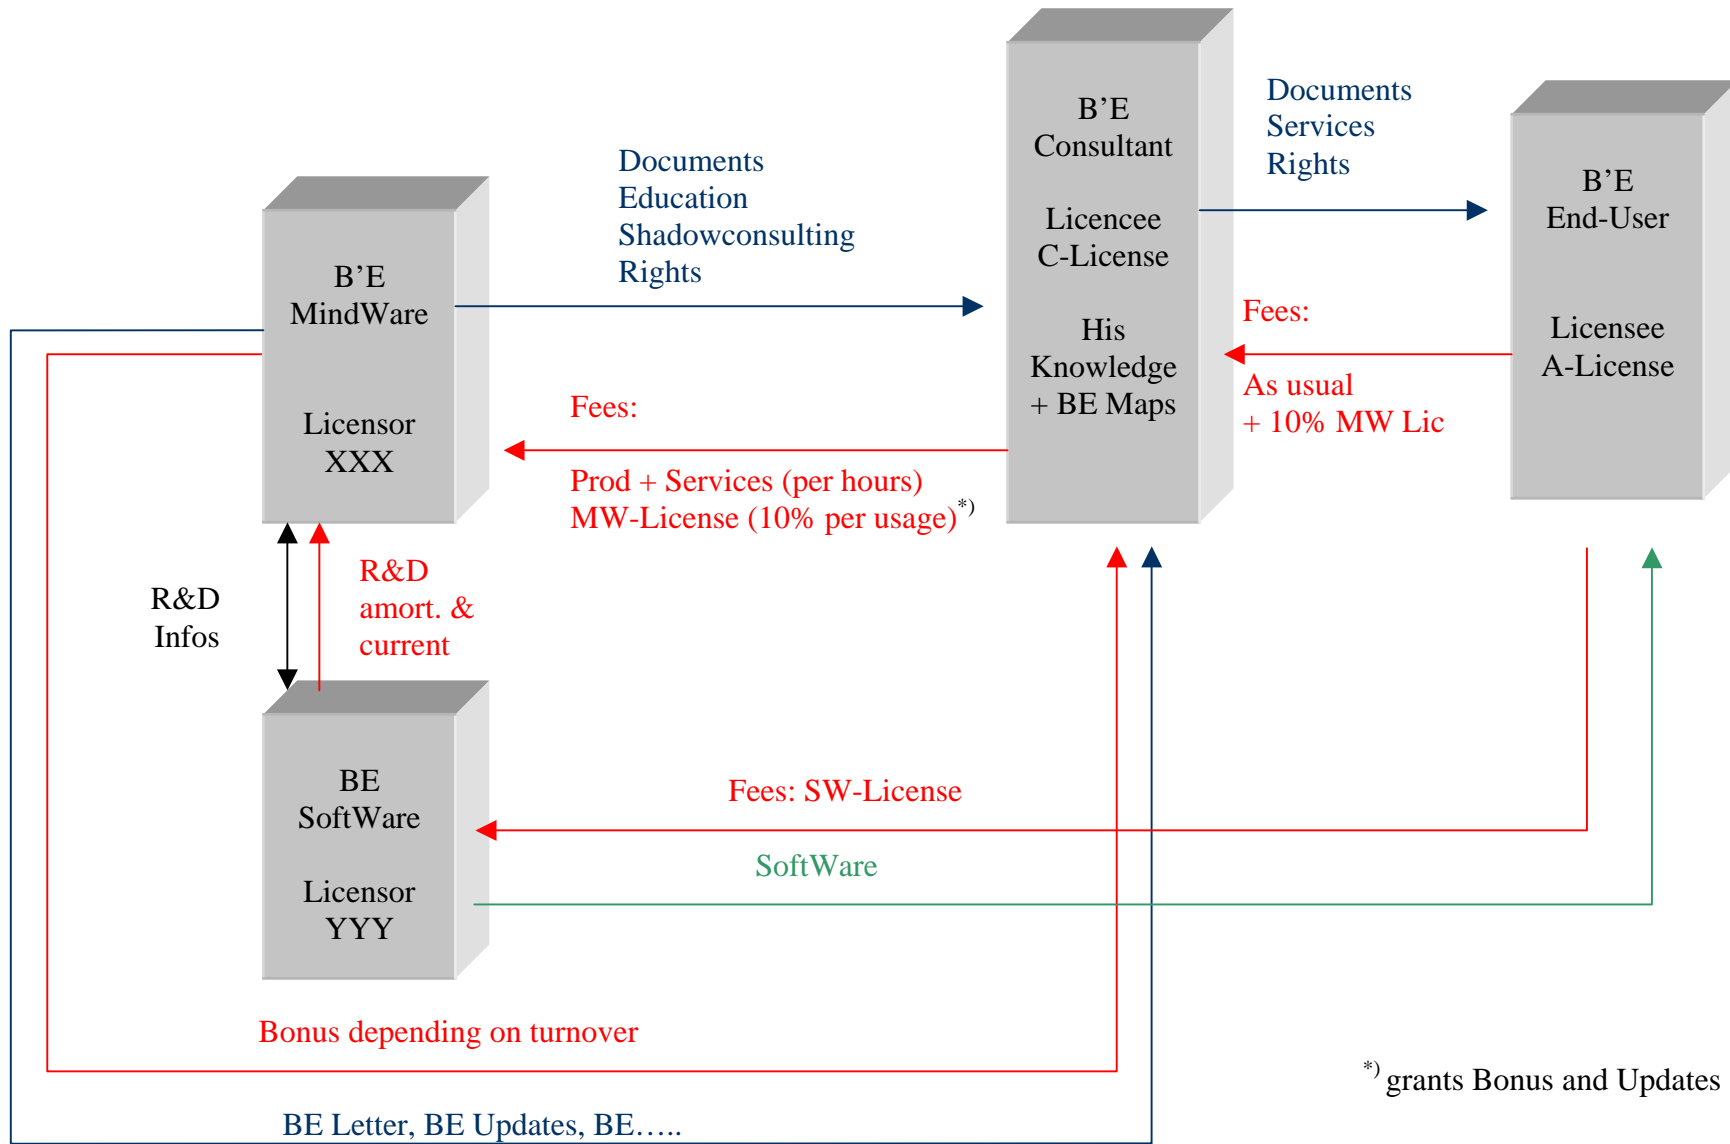 B’E
Consultant
Licencee
C-License
His
Knowledge
+ BE Maps
Documents
Services
Rights
B’E
End-User
Licensee
A-License
Documents
Education
Shadowconsulting
Rights
B’E
MindWare
Licensor
XXX
Fees:
As usual
+ 10% MW Lic
Fees:
Prod + Services (per hours)
MW-License (10% per usage)*)
R&D
Infos
R&D
amort. &
current
BE
SoftWare
Licensor
YYY
Fees: SW-License
SoftWare
Bonus depending on turnover
*) grants Bonus and Updates
BE Letter, BE Updates, BE…..